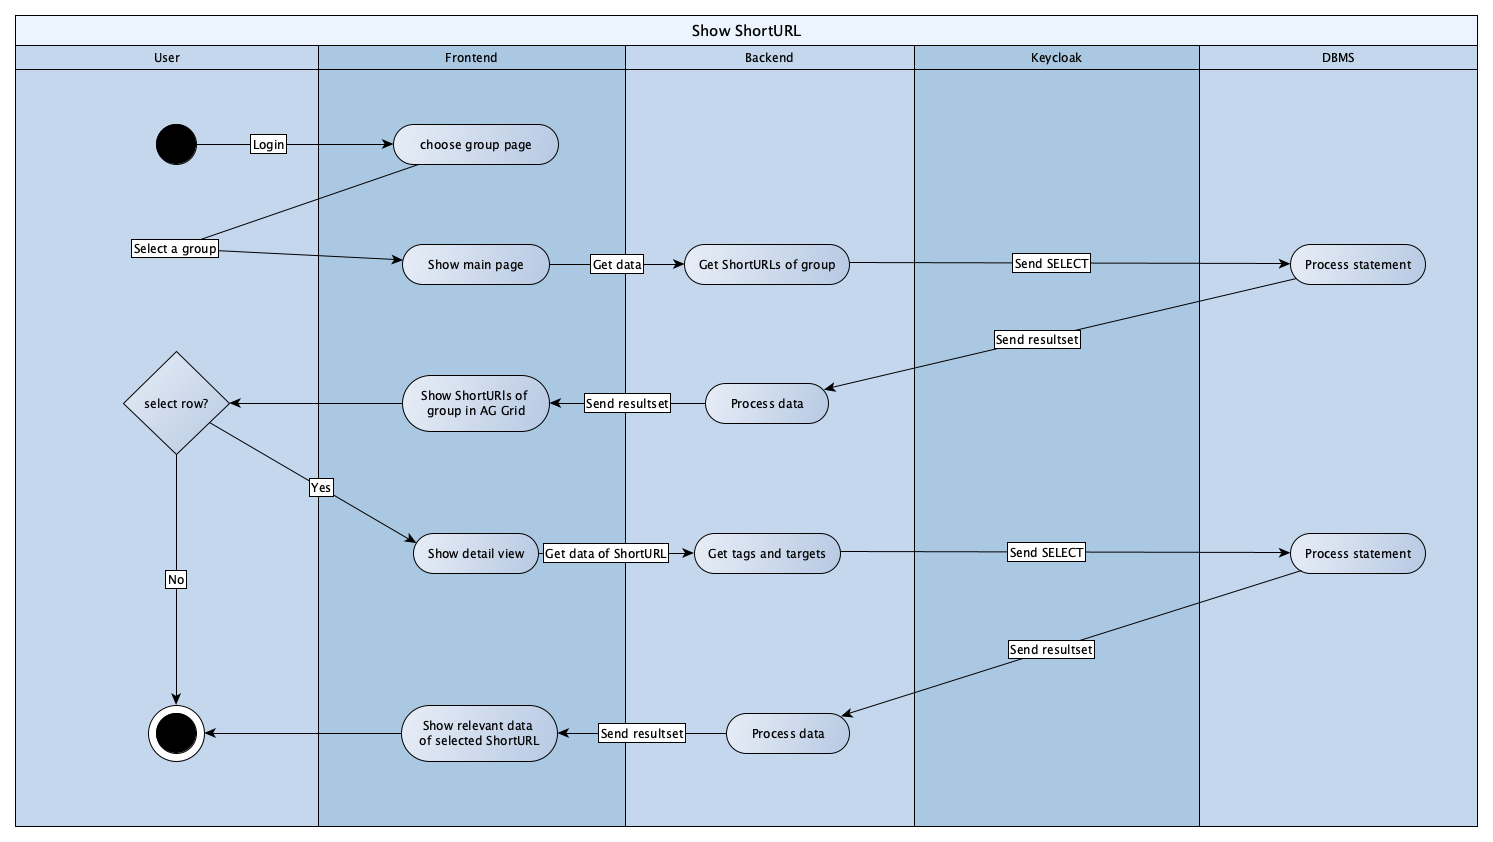 Show ShortURL
User
Frontend
Backend
Keycloak
DBMS
Login
choose group page
Select a group
Show main page
Get data
Get ShortURLs of group
Send SELECT
Process statement
Send resultset
select row?
Show ShortURls of
group in AG Grid
Send resultset
Process data
Yes
Show detail view
Get data of ShortURL
Get tags and targets
Send SELECT
Process statement
No
Send resultset
Show relevant data
of selected ShortURL
Send resultset
Process data